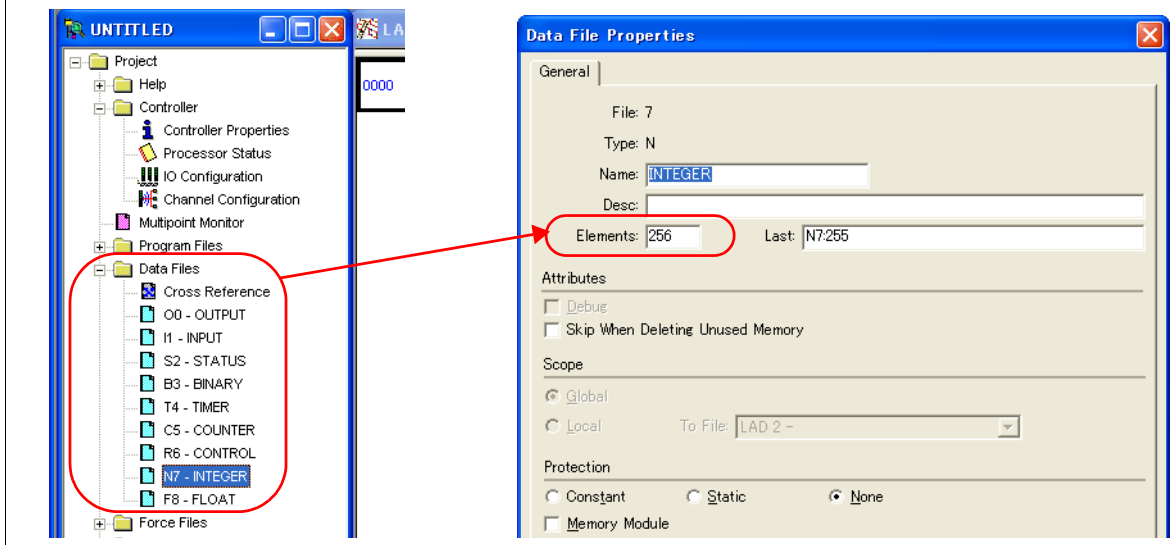 UNTITLED
LA
Project
Help
Controller
Controller Properties
Processor Status
IO Configuration
Channel Configuration
Multipoint Monitor
Program Files
Data Files
Cross Reference
O0 - OUTPUT
I1 - INPUT
S2 - STATUS
B3 - BINARY
T4 - TIMER
C5 - COUNTER
R6 - CONTROL
N7 - INTEGER
F8 - FLOAT
Force Files
0000
Data File Properties
General
File: 7
Type: N
Name: INTEGER
Desc:
Elements: 256 Last: N7:255
Attributes
Debug
Skip When Deleting Unused Memory
Scope
Global
Local To File: LAD 2 -
Protection
Constant Static None
Memory Module